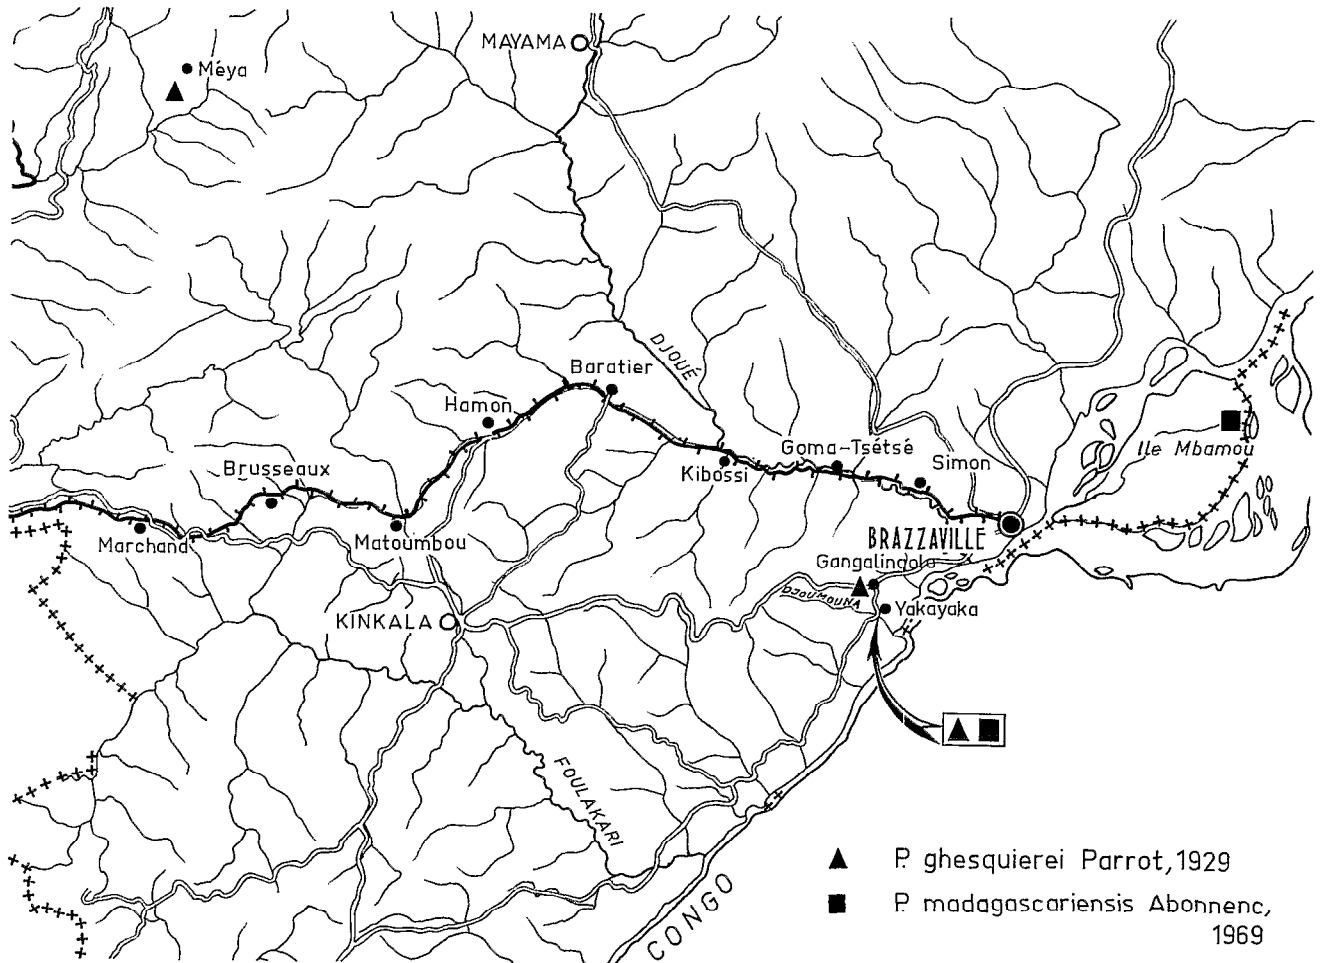 MAYAMA
Méya
DJOUÉ
Baratier
Hamon
Goma-Tsétsé
Ile Mbamou
Simon
Kibossi
Brusseaux
Marchand
Matoumbou
BRAZZAVILLE
Gangalingolo
DJOUMOUNA
Yakayaka
KINKALA
FOULAKARI
CONGO
P. ghesquierei Parrot, 1929
P. madagascariensis Abonnenc,
1969